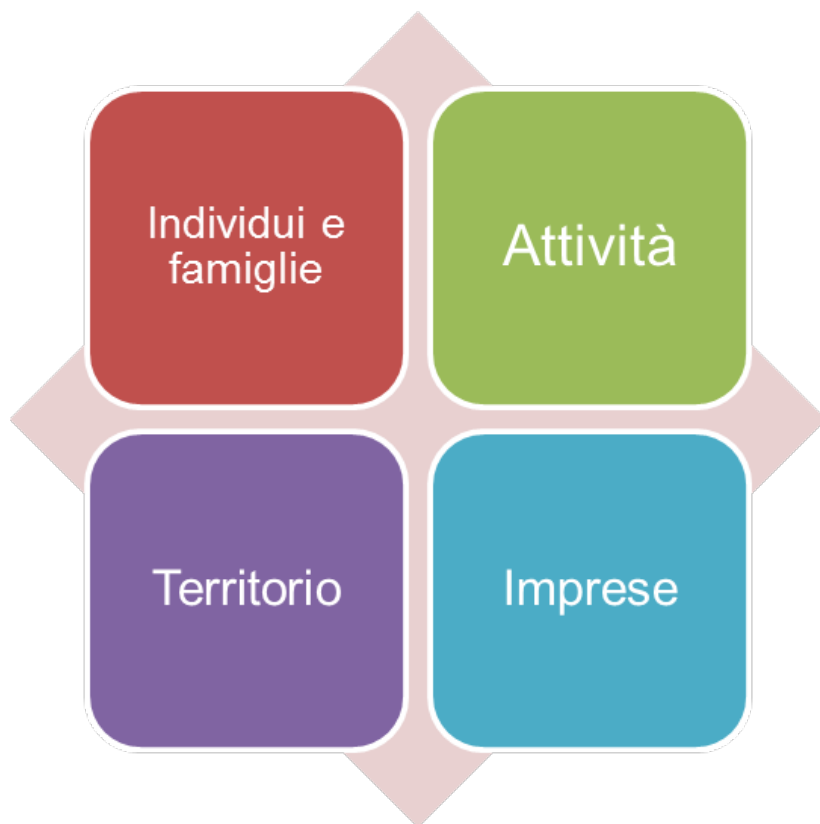 Individui e
famiglie
Attività
Territorio
Imprese